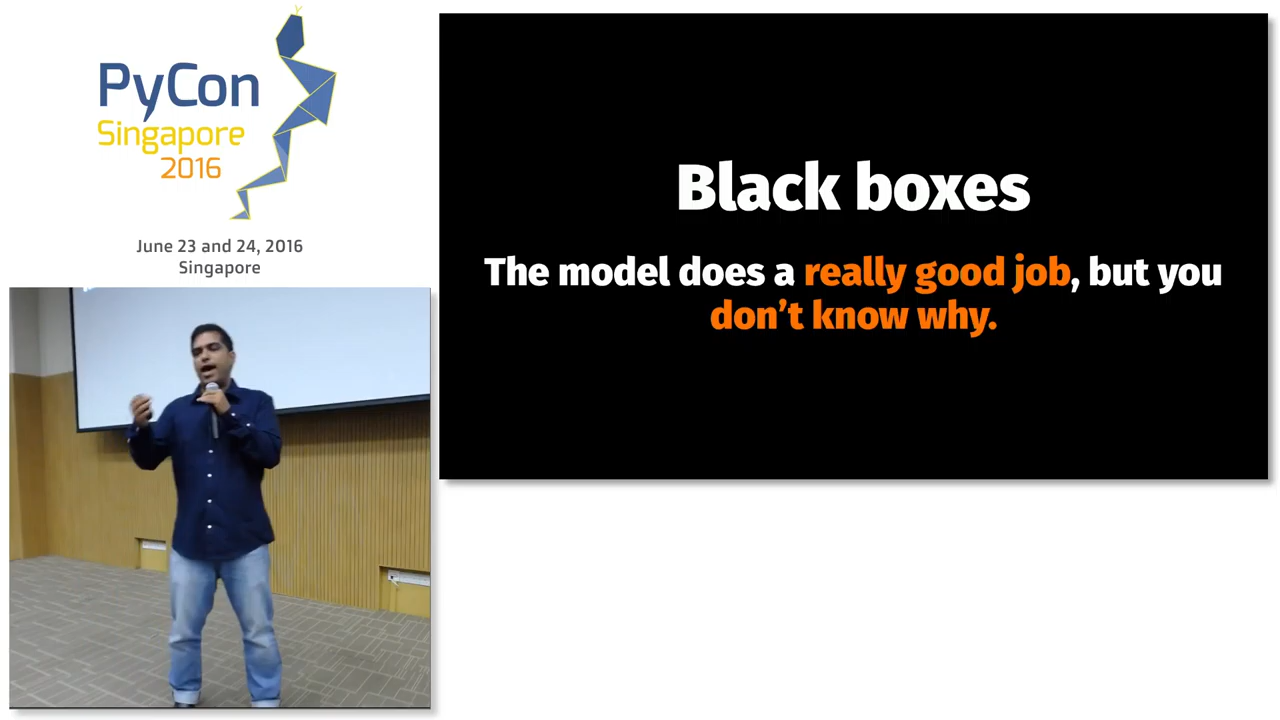 PyCon
Singapore
2016
June 23 and 24, 2016
Singapore
Black boxes
The model does a really good job, but you
don't know why.